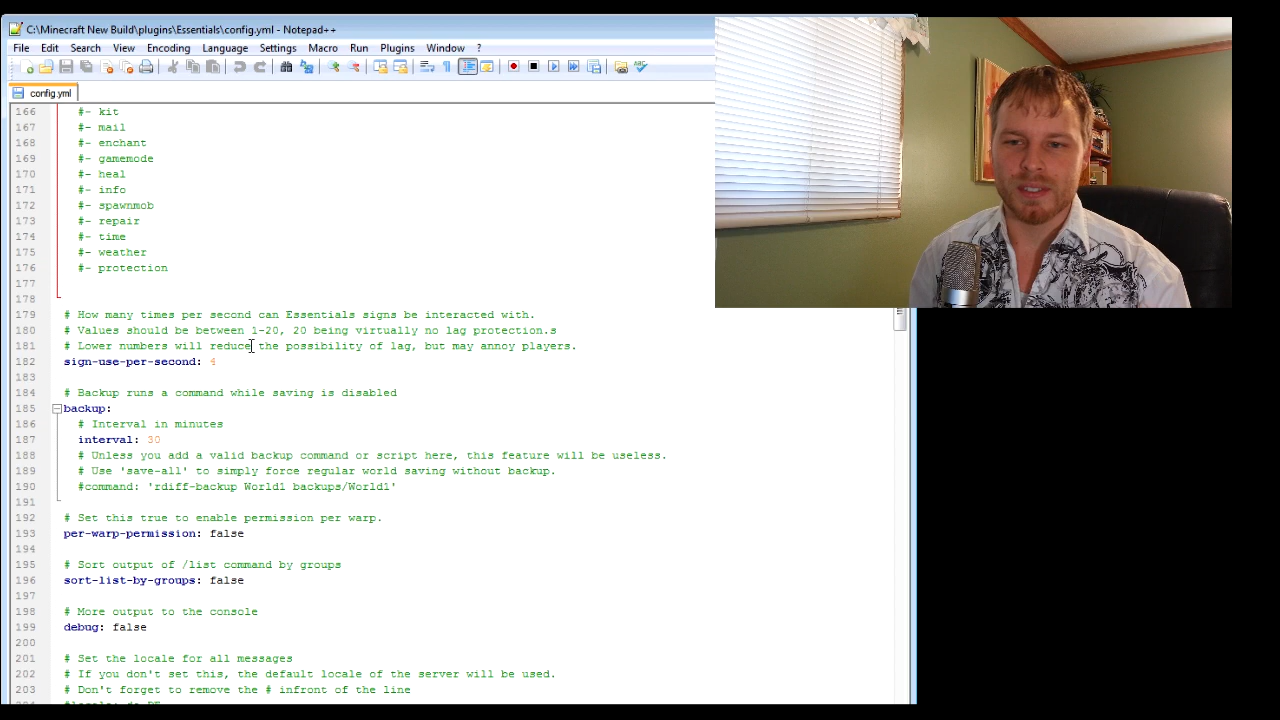 C:\Minecraft New Build\plugins\Essentials\config.yml - Notepad++
File Edit Search View Encoding Language Settings Macro Run Plugins Window ?
ABC
config.yml
166 #- kit
167 #- mail
168 #- enchant
169 #- gamemode
170 #- heal
171 #- info
172 #- spawnmob
173 #- repair
174 #- time
175 #- weather
176 #- protection
177
178
179 # How many times per second can Essentials signs be interacted with.
180 # Values should be between 1-20, 20 being virtually no lag protection.s
181 # Lower numbers will reduce the possibility of lag, but may annoy players.
182 sign-use-per-second: 4
183
184 # Backup runs a command while saving is disabled
185 backup:
186 # Interval in minutes
187 interval: 30
188 # Unless you add a valid backup command or script here, this feature will be useless.
189 # Use 'save-all' to simply force regular world saving without backup.
190 #command: 'rdiff-backup World1 backups/World1'
191
192 # Set this true to enable permission per warp.
193 per-warp-permission: false
194
195 # Sort output of /list command by groups
196 sort-list-by-groups: false
197
198 # More output to the console
199 debug: false
200
201 # Set the locale for all messages
202 # If you don't set this, the default locale of the server will be used.
203 # Don't forget to remove the # infront of the line